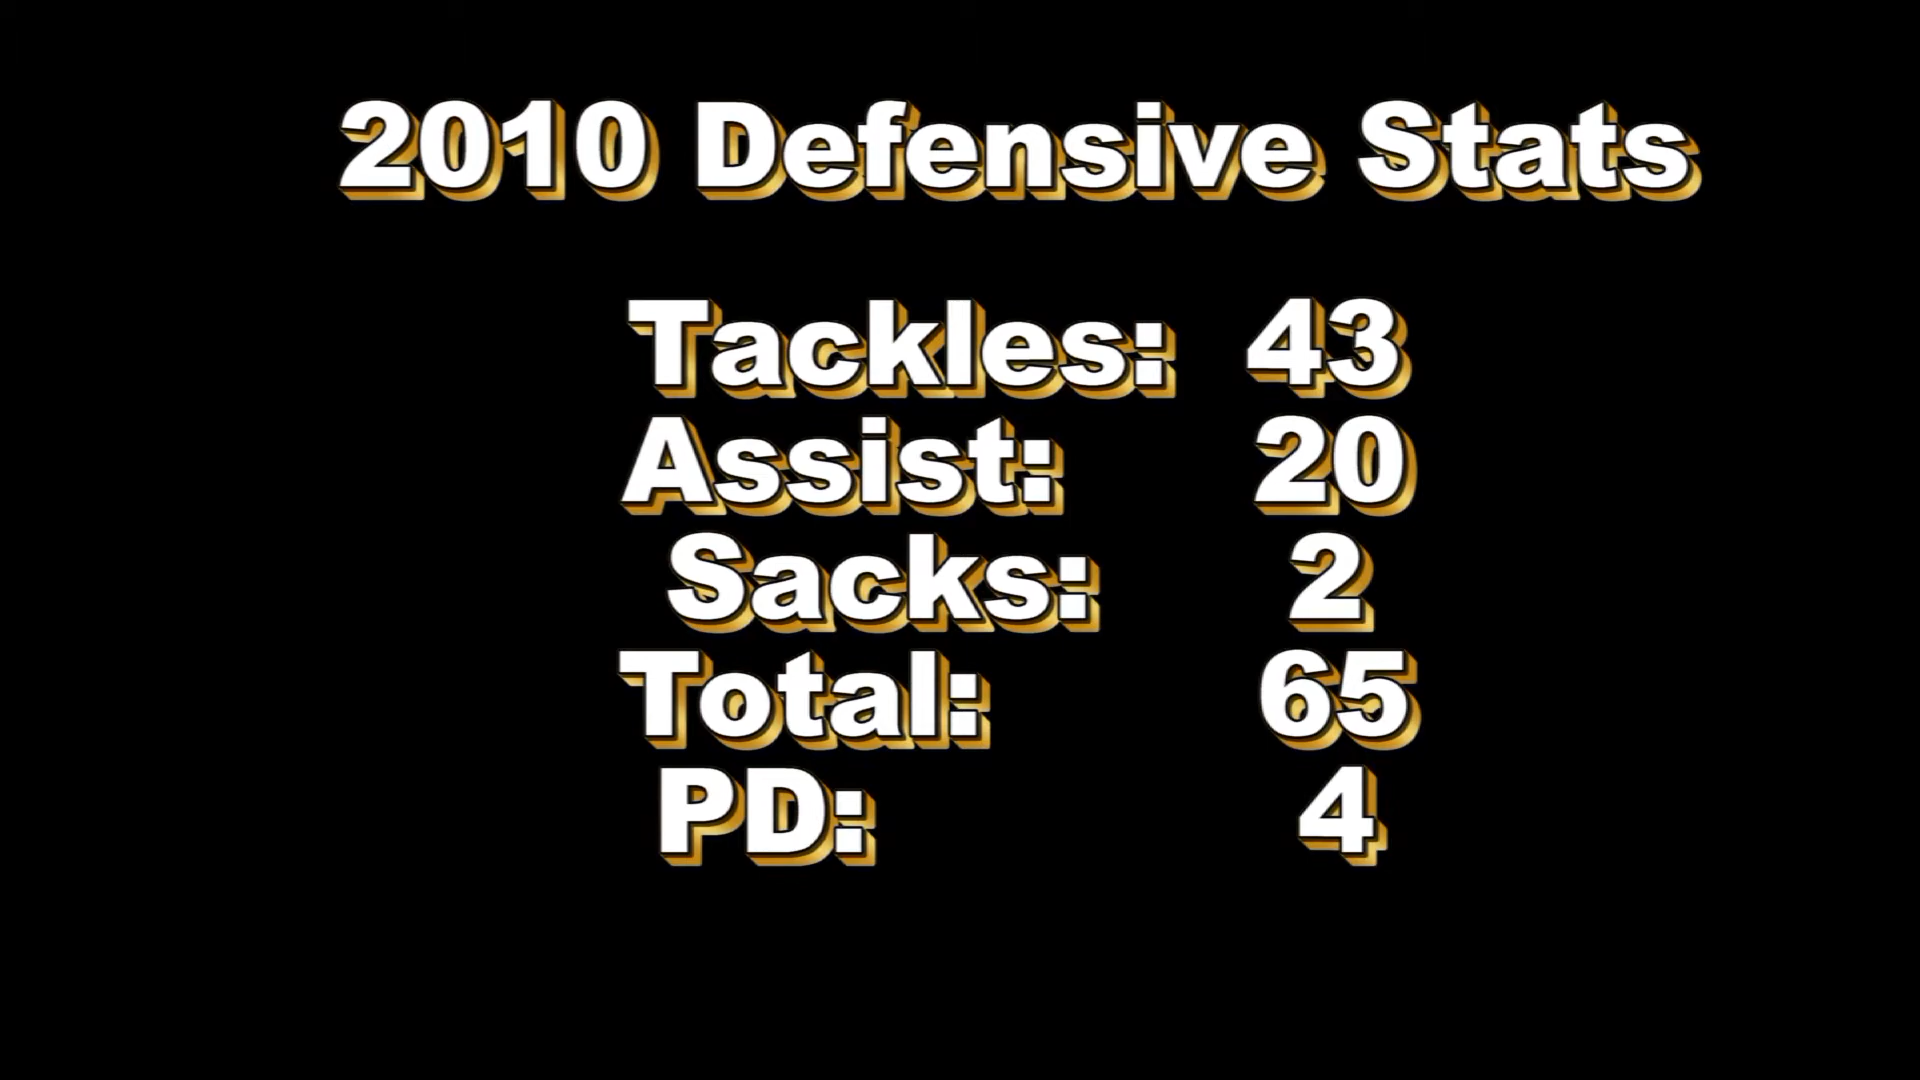 2010 Defensive Stats
Tackles: 43
Assist: 20
Sacks: 2
Total: 65
PD: 4